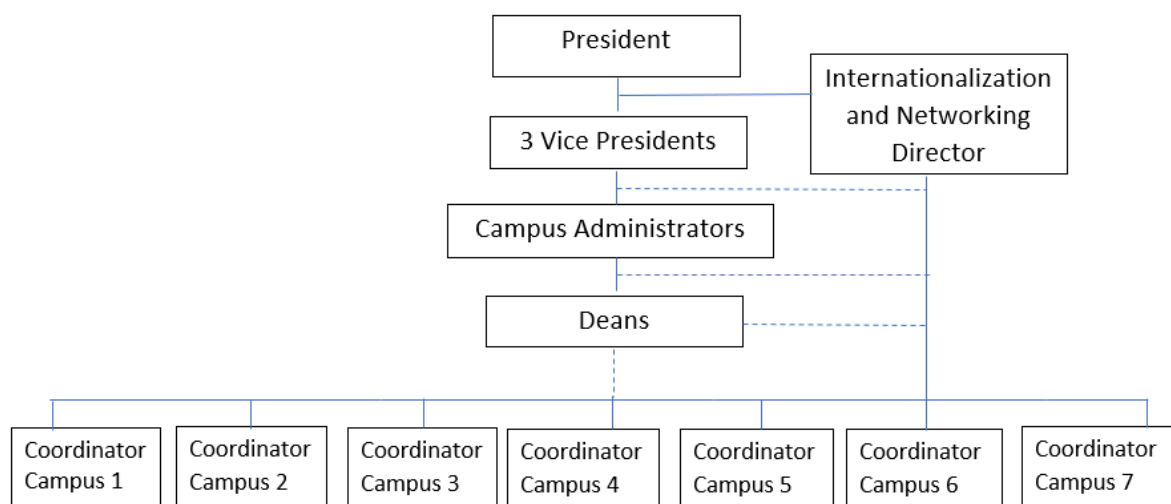 President
Internationalization
and Networking
Director
3 Vice Presidents
Campus Administrators
Deans
Coordinator
Campus 1
Coordinator
Campus 2
Coordinator
Campus 3
Coordinator
Campus 4
Coordinator
Campus 5
Coordinator
Campus 6
Coordinator
Campus 7